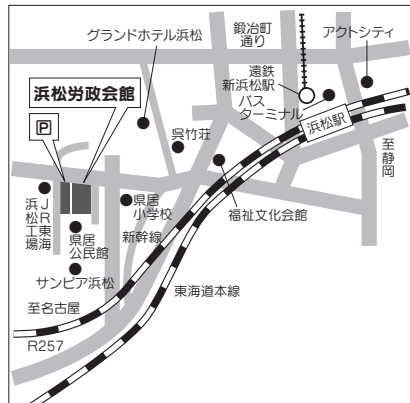 グランドホテル浜松
鍛冶町
通り
アクトシティ
浜松労政会館
P
遠鉄
新浜松駅
バス
ターミナル
浜松駅
至静岡
呉竹荘
JR東海
浜松工場
県居
小学校
福祉文化会館
県居
公民館
新幹線
サンピア浜松
至名古屋
東海道本線
R257